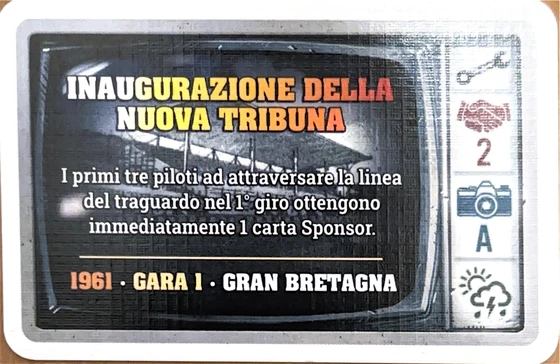 INAUGURAZIONE DELLA
NUOVA TRIBUNA
I primi tre piloti ad attraversare la linea
del traguardo nel 1° giro ottengono
immediatamente 1 carta Sponsor.
1961 · GARA 1 · GRAN BRETAGNA
2
A